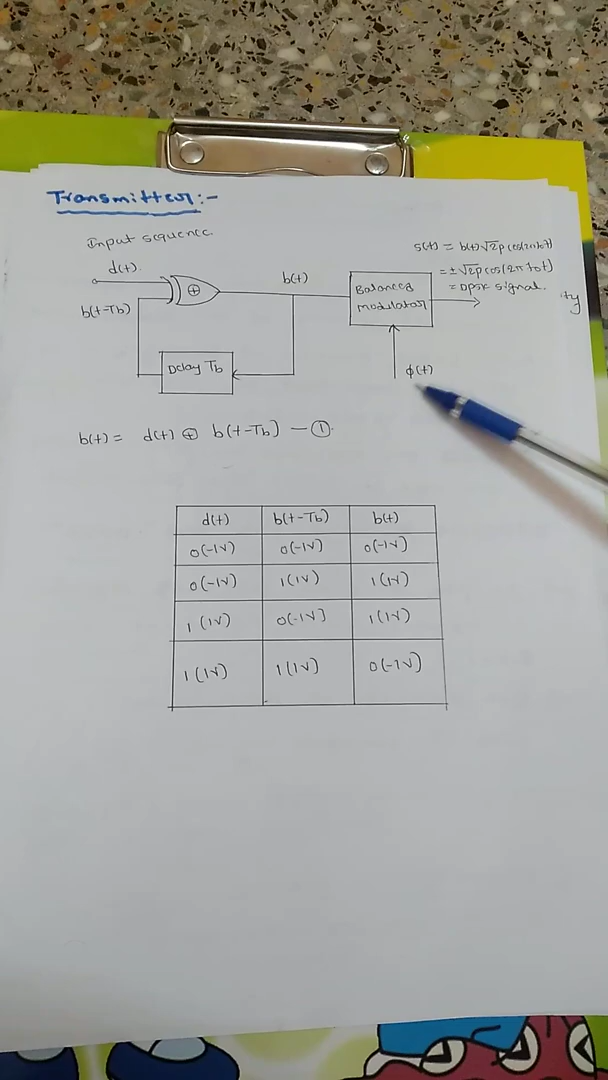 Transmitter:-
Input sequence
d(t)
b(t-Tb)
⊕
b(t)
Balanced
modulator
s(t) = b(t)√2p cos(2πf₀t)
= ±√2p cos(2πf₀t)
= DPSK signal.
ty
Delay Tb
ϕ(t)
b(t) = d(t) ⊕ b(t-Tb) — ①
d(t) b(t-Tb) b(t)
0(-1V) 0(-1V) 0(-1V)
0(-1V) 1(1V) 1(1V)
1(1V) 0(-1V) 1(1V)
1(1V) 1(1V) 0(-1V)